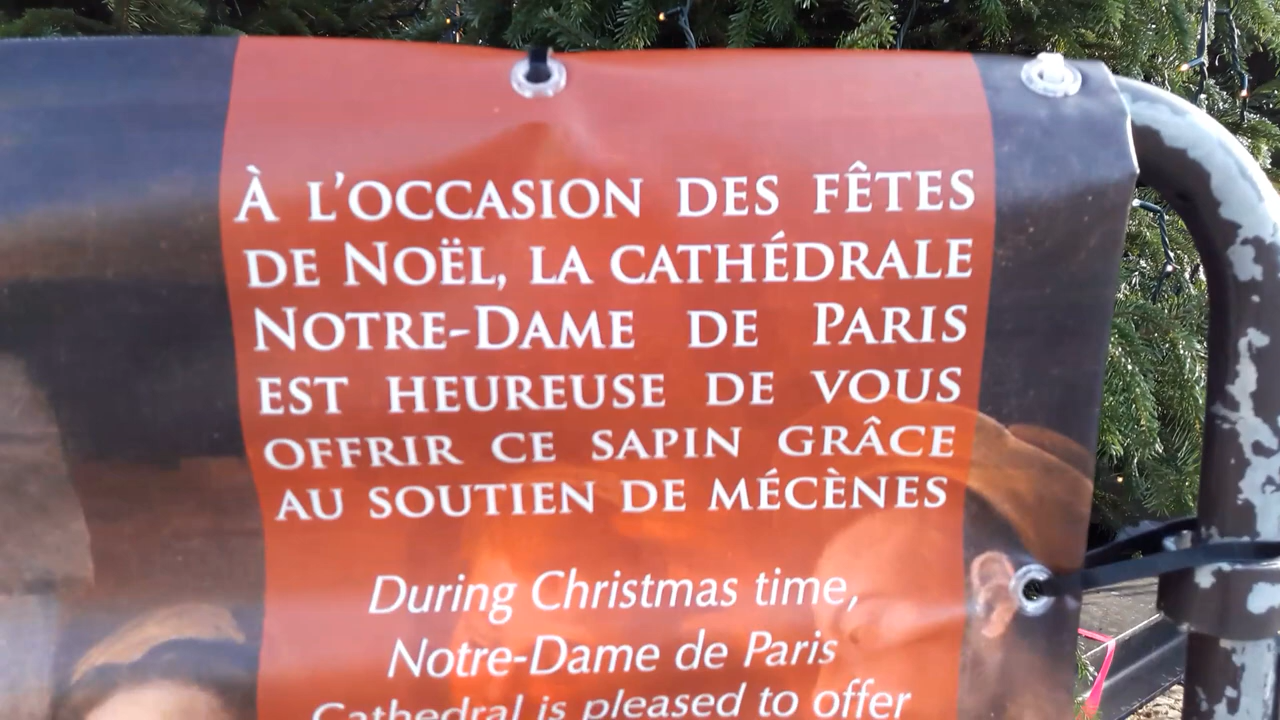 À L'OCCASION DES FÊTES
DE NOËL, LA CATHÉDRALE
NOTRE-DAME DE PARIS
EST HEUREUSE DE VOUS
OFFRIR CE SAPIN GRÂCE
AU SOUTIEN DE MÉCÈNES
During Christmas time,
Notre-Dame de Paris
Cathedral is pleased to offer